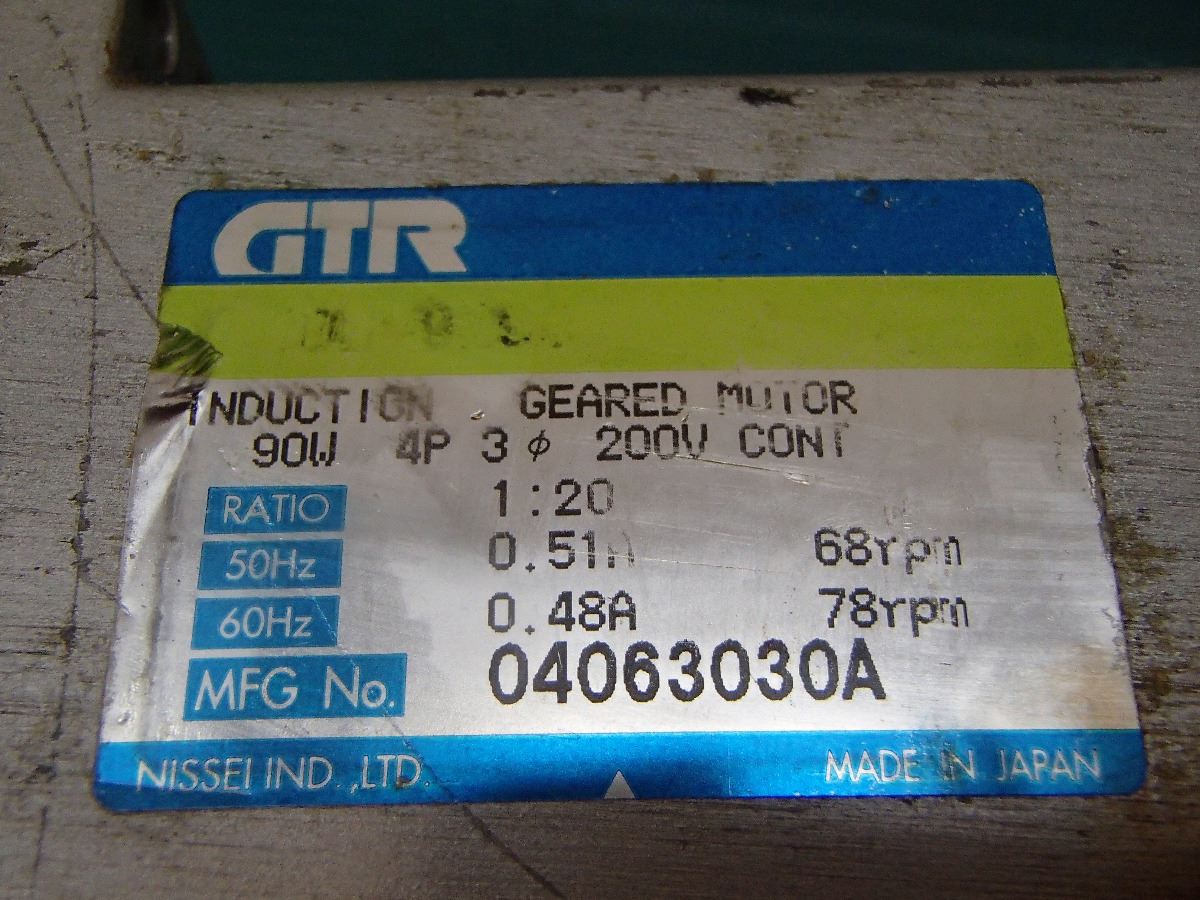 GTR
INDUCTION GEARED MOTOR
90W 4P 3φ 200V CONT
RATIO 1:20
50Hz 0.51A 68rpm
60Hz 0.48A 78rpm
MFG No. 04063030A
NISSEI IND.,LTD. MADE IN JAPAN